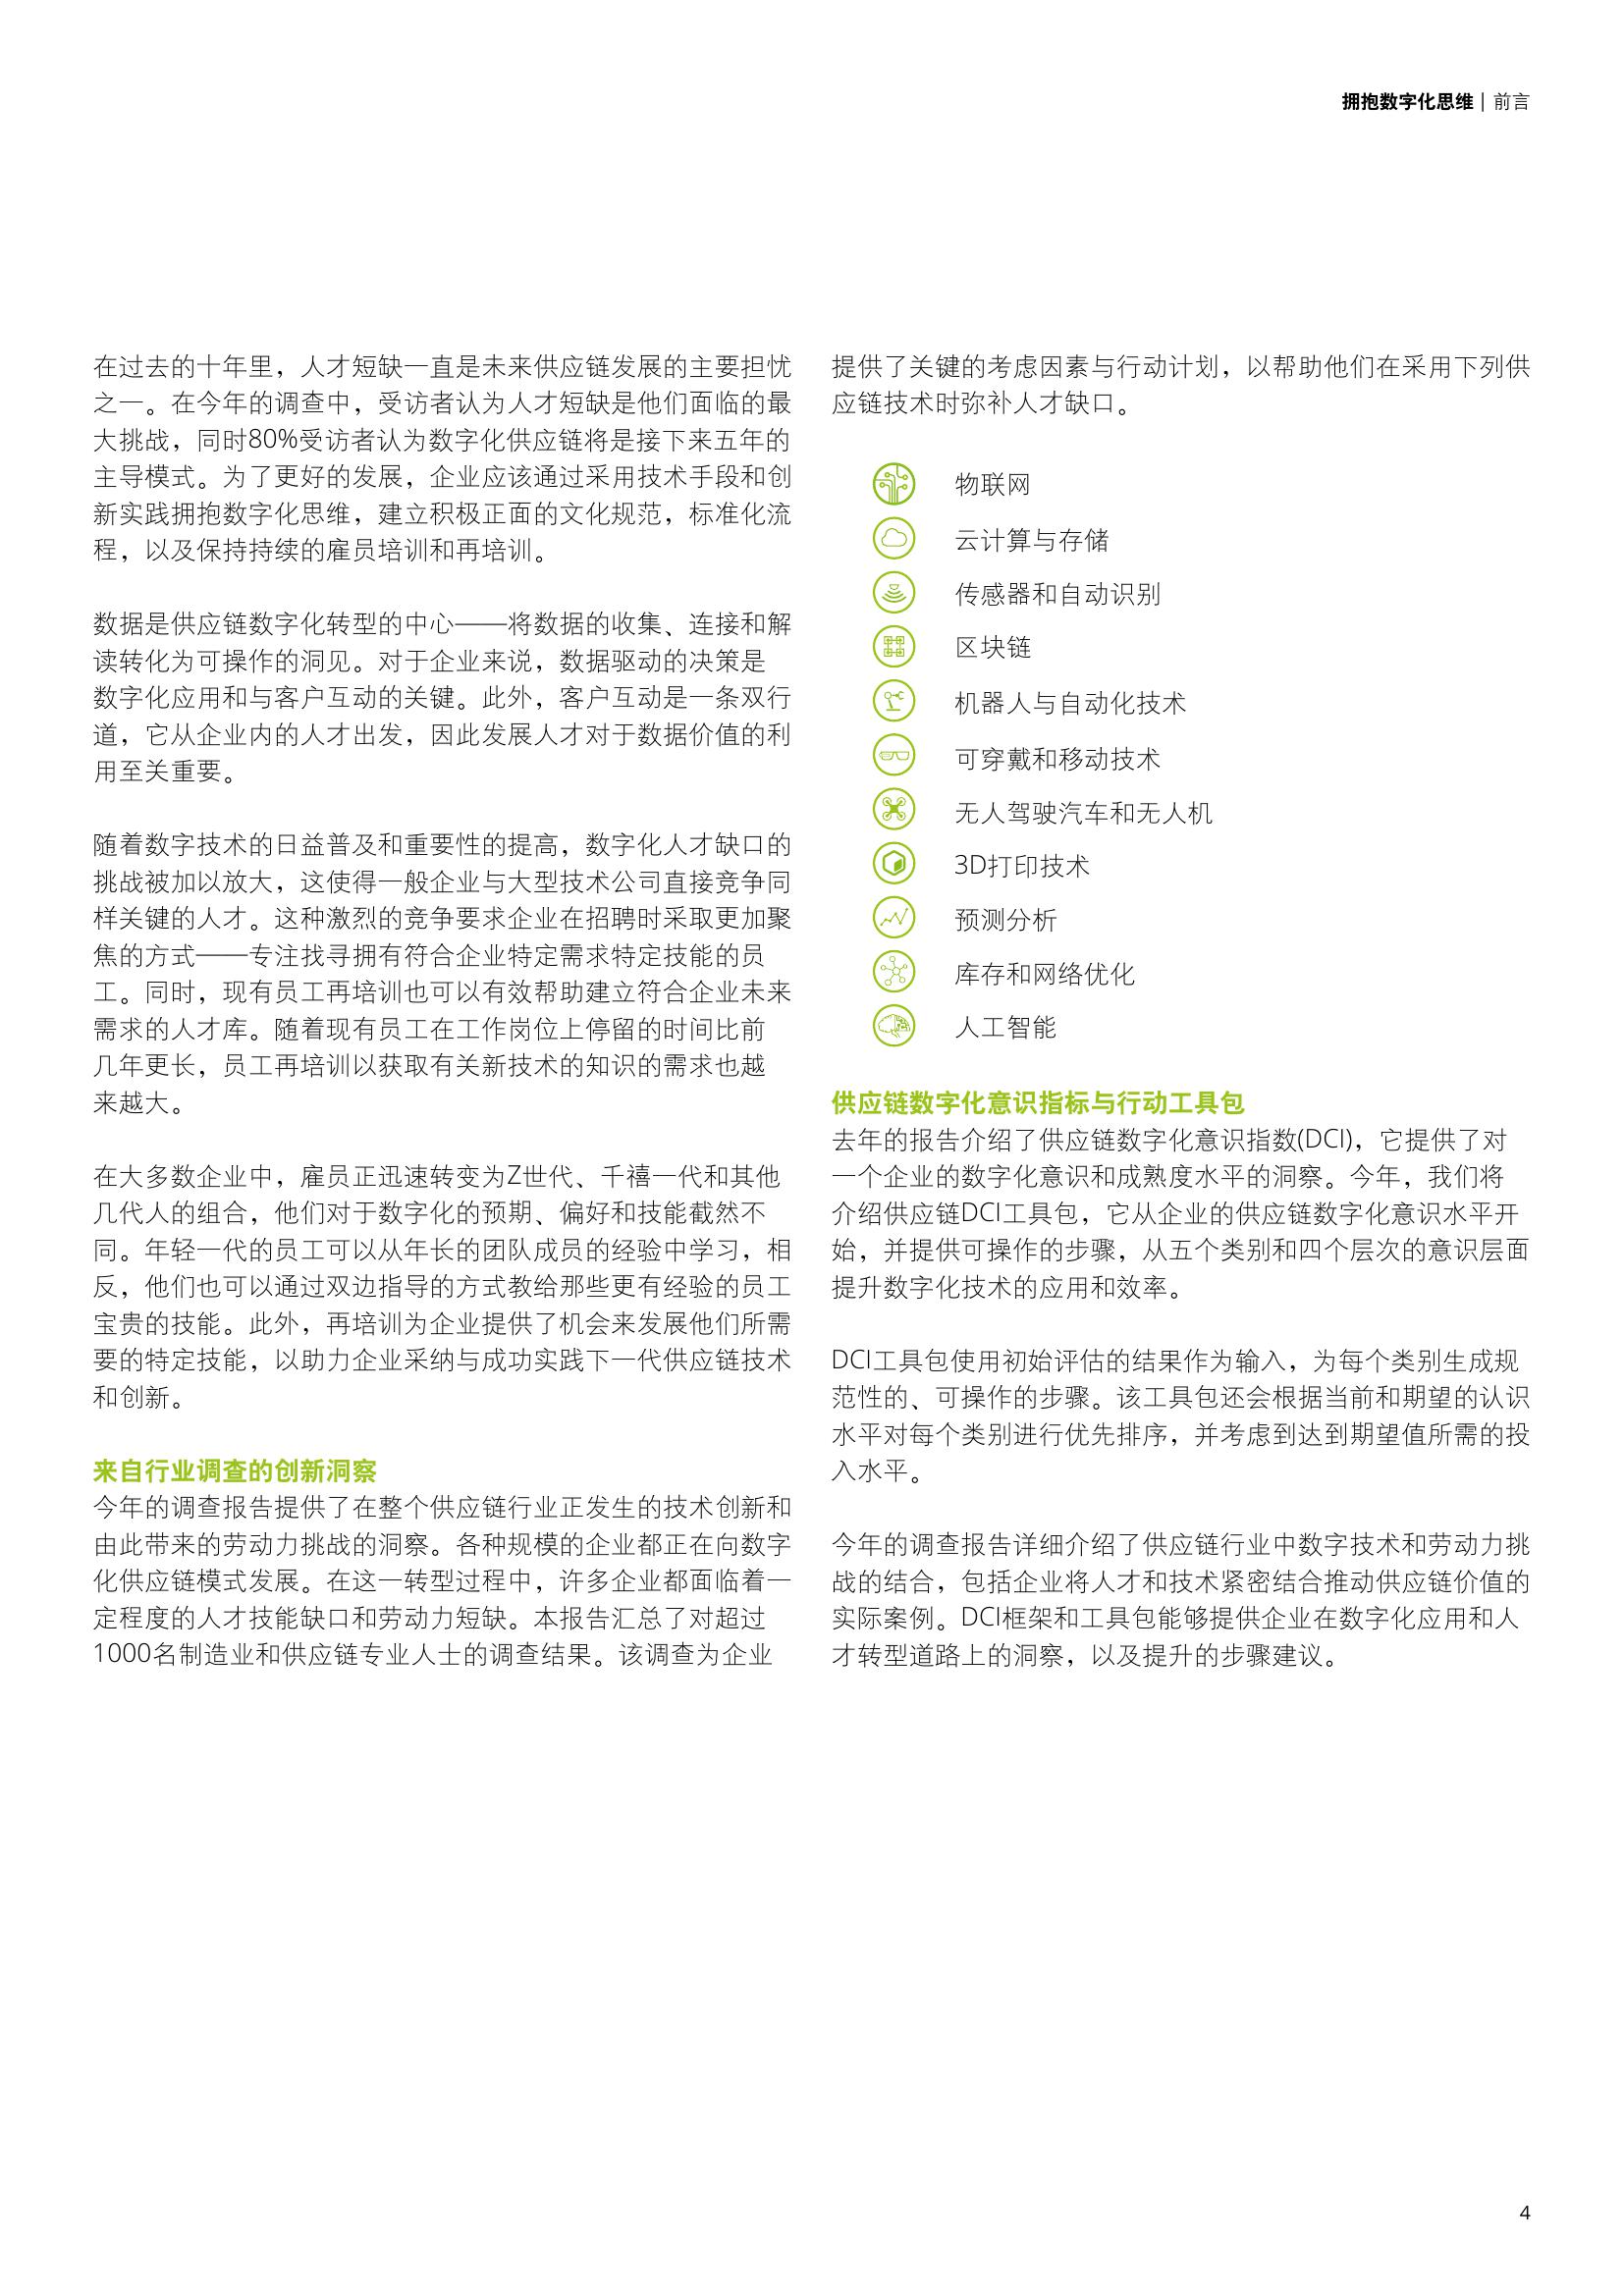 拥抱数字化思维 | 前言
在过去的十年里，人才短缺一直是未来供应链发展的主要担忧
之一。在今年的调查中，受访者认为人才短缺是他们面临的最
大挑战，同时80%受访者认为数字化供应链将是接下来五年的
主导模式。为了更好的发展，企业应该通过采用技术手段和创
新实践拥抱数字化思维，建立积极正面的文化规范，标准化流
程，以及保持持续的雇员培训和再培训。
数据是供应链数字化转型的中心——将数据的收集、连接和解
读转化为可操作的洞见。对于企业来说，数据驱动的决策是
数字化应用和与客户互动的关键。此外，客户互动是一条双行
道，它从企业内的人才出发，因此发展人才对于数据价值的利
用至关重要。
随着数字技术的日益普及和重要性的提高，数字化人才缺口的
挑战被加以放大，这使得一般企业与大型技术公司直接竞争同
样关键的人才。这种激烈的竞争要求企业在招聘时采取更加聚
焦的方式——专注找寻拥有符合企业特定需求特定技能的员
工。同时，现有员工再培训也可以有效帮助建立符合企业未来
需求的人才库。随着现有员工在工作岗位上停留的时间比前
几年更长，员工再培训以获取有关新技术的知识的需求也越
来越大。
在大多数企业中，雇员正迅速转变为Z世代、千禧一代和其他
几代人的组合，他们对于数字化的预期、偏好和技能截然不
同。年轻一代的员工可以从年长的团队成员的经验中学习，相
反，他们也可以通过双边指导的方式教给那些更有经验的员工
宝贵的技能。此外，再培训为企业提供了机会来发展他们所需
要的特定技能，以助力企业采纳与成功实践下一代供应链技术
和创新。
来自行业调查的创新洞察
今年的调查报告提供了在整个供应链行业正发生的技术创新和
由此带来的劳动力挑战的洞察。各种规模的企业都正在向数字
化供应链模式发展。在这一转型过程中，许多企业都面临着一
定程度的人才技能缺口和劳动力短缺。本报告汇总了对超过
1000名制造业和供应链专业人士的调查结果。该调查为企业
提供了关键的考虑因素与行动计划，以帮助他们在采用下列供
应链技术时弥补人才缺口。
物联网
云计算与存储
传感器和自动识别
区块链
机器人与自动化技术
可穿戴和移动技术
无人驾驶汽车和无人机
3D打印技术
预测分析
库存和网络优化
人工智能
供应链数字化意识指标与行动工具包
去年的报告介绍了供应链数字化意识指数(DCI)，它提供了对
一个企业的数字化意识和成熟度水平的洞察。今年，我们将
介绍供应链DCI工具包，它从企业的供应链数字化意识水平开
始，并提供可操作的步骤，从五个类别和四个层次的意识层面
提升数字化技术的应用和效率。
DCI工具包使用初始评估的结果作为输入，为每个类别生成规
范性的、可操作的步骤。该工具包还会根据当前和期望的认识
水平对每个类别进行优先排序，并考虑到达到期望值所需的投
入水平。
今年的调查报告详细介绍了供应链行业中数字技术和劳动力挑
战的结合，包括企业将人才和技术紧密结合推动供应链价值的
实际案例。DCI框架和工具包能够提供企业在数字化应用和人
才转型道路上的洞察，以及提升的步骤建议。
4